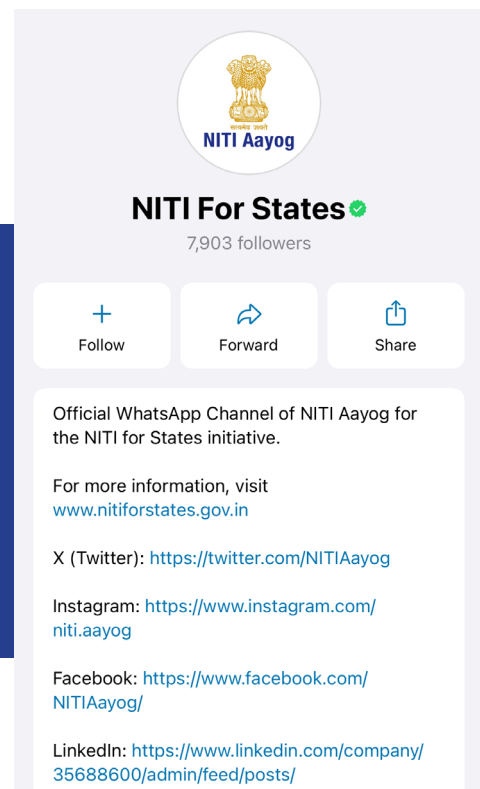 सत्यमेव जयते
NITI Aayog
NITI For States
7,903 followers
Follow
Forward
Share
Official WhatsApp Channel of NITI Aayog for
the NITI for States initiative.
For more information, visit
www.nitiforstates.gov.in
X (Twitter): https://twitter.com/NITIAayog
Instagram: https://www.instagram.com/
niti.aayog
Facebook: https://www.facebook.com/
NITIAayog/
LinkedIn: https://www.linkedin.com/company/
35688600/admin/feed/posts/